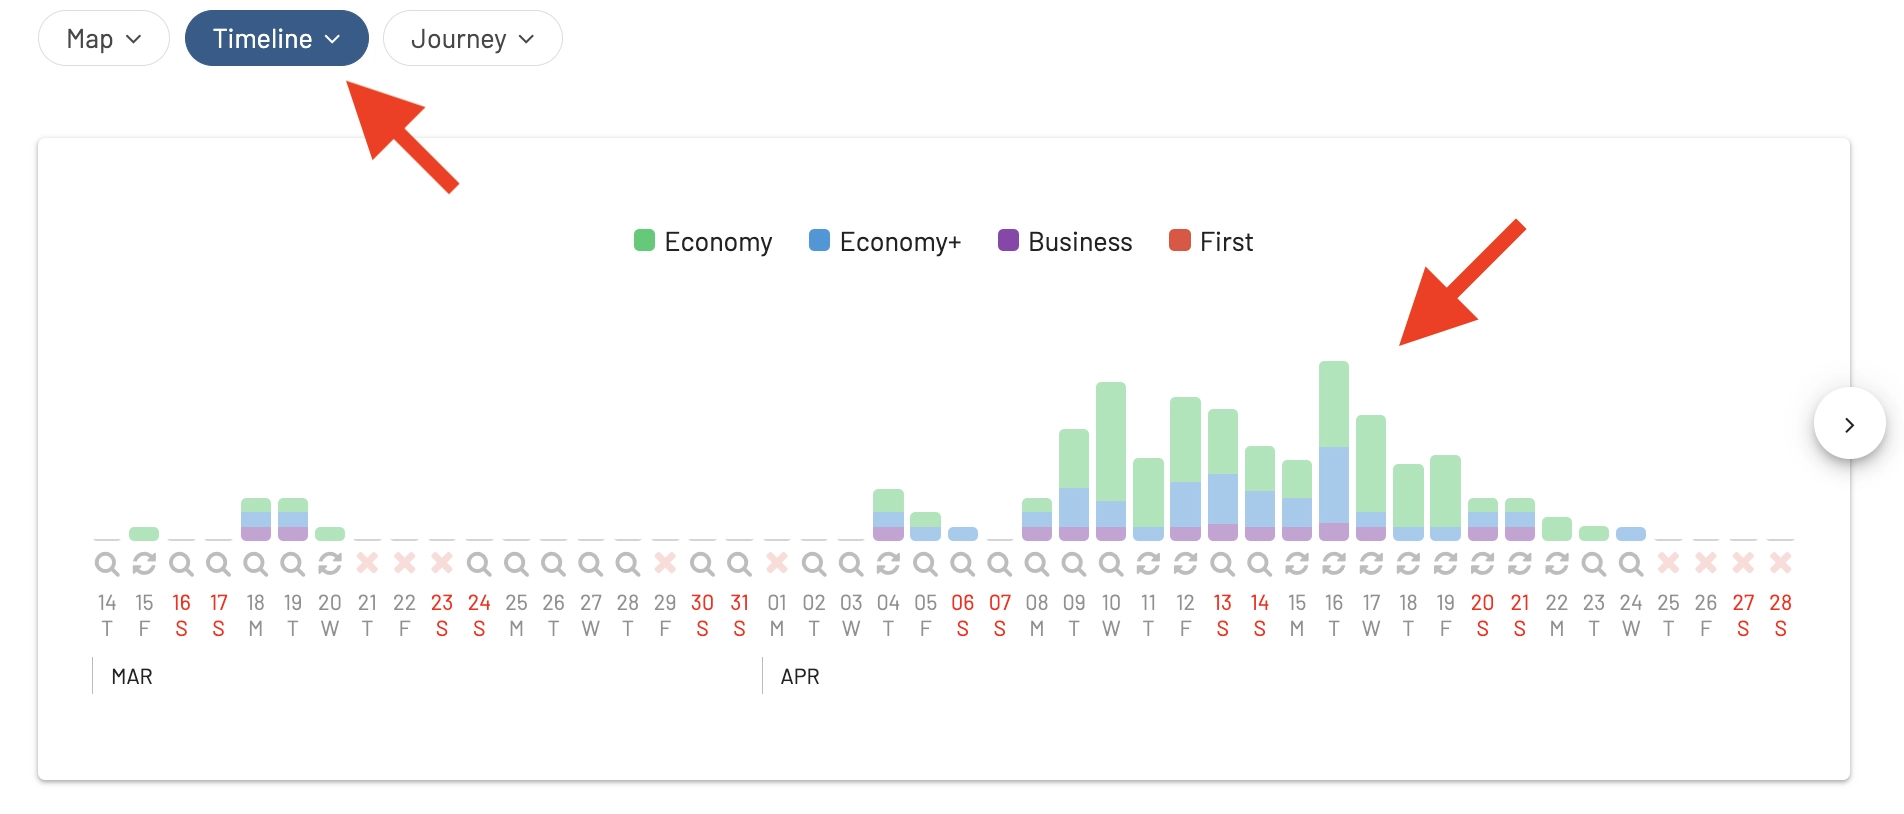 Map Timeline Journey
Economy Economy+ Business First
14 15 16 17 18 19 20 21 22 23 24 25 26 27 28 29 30 31 01 02 03 04 05 06 07 08 09 10 11 12 13 14 15 16 17 18 19 20 21 22 23 24 25 26 27 28
T F S S M T W T F S S M T W T F S S M T W T F S S M T W T F S S M T W T F S S M T W T F S S
MAR APR